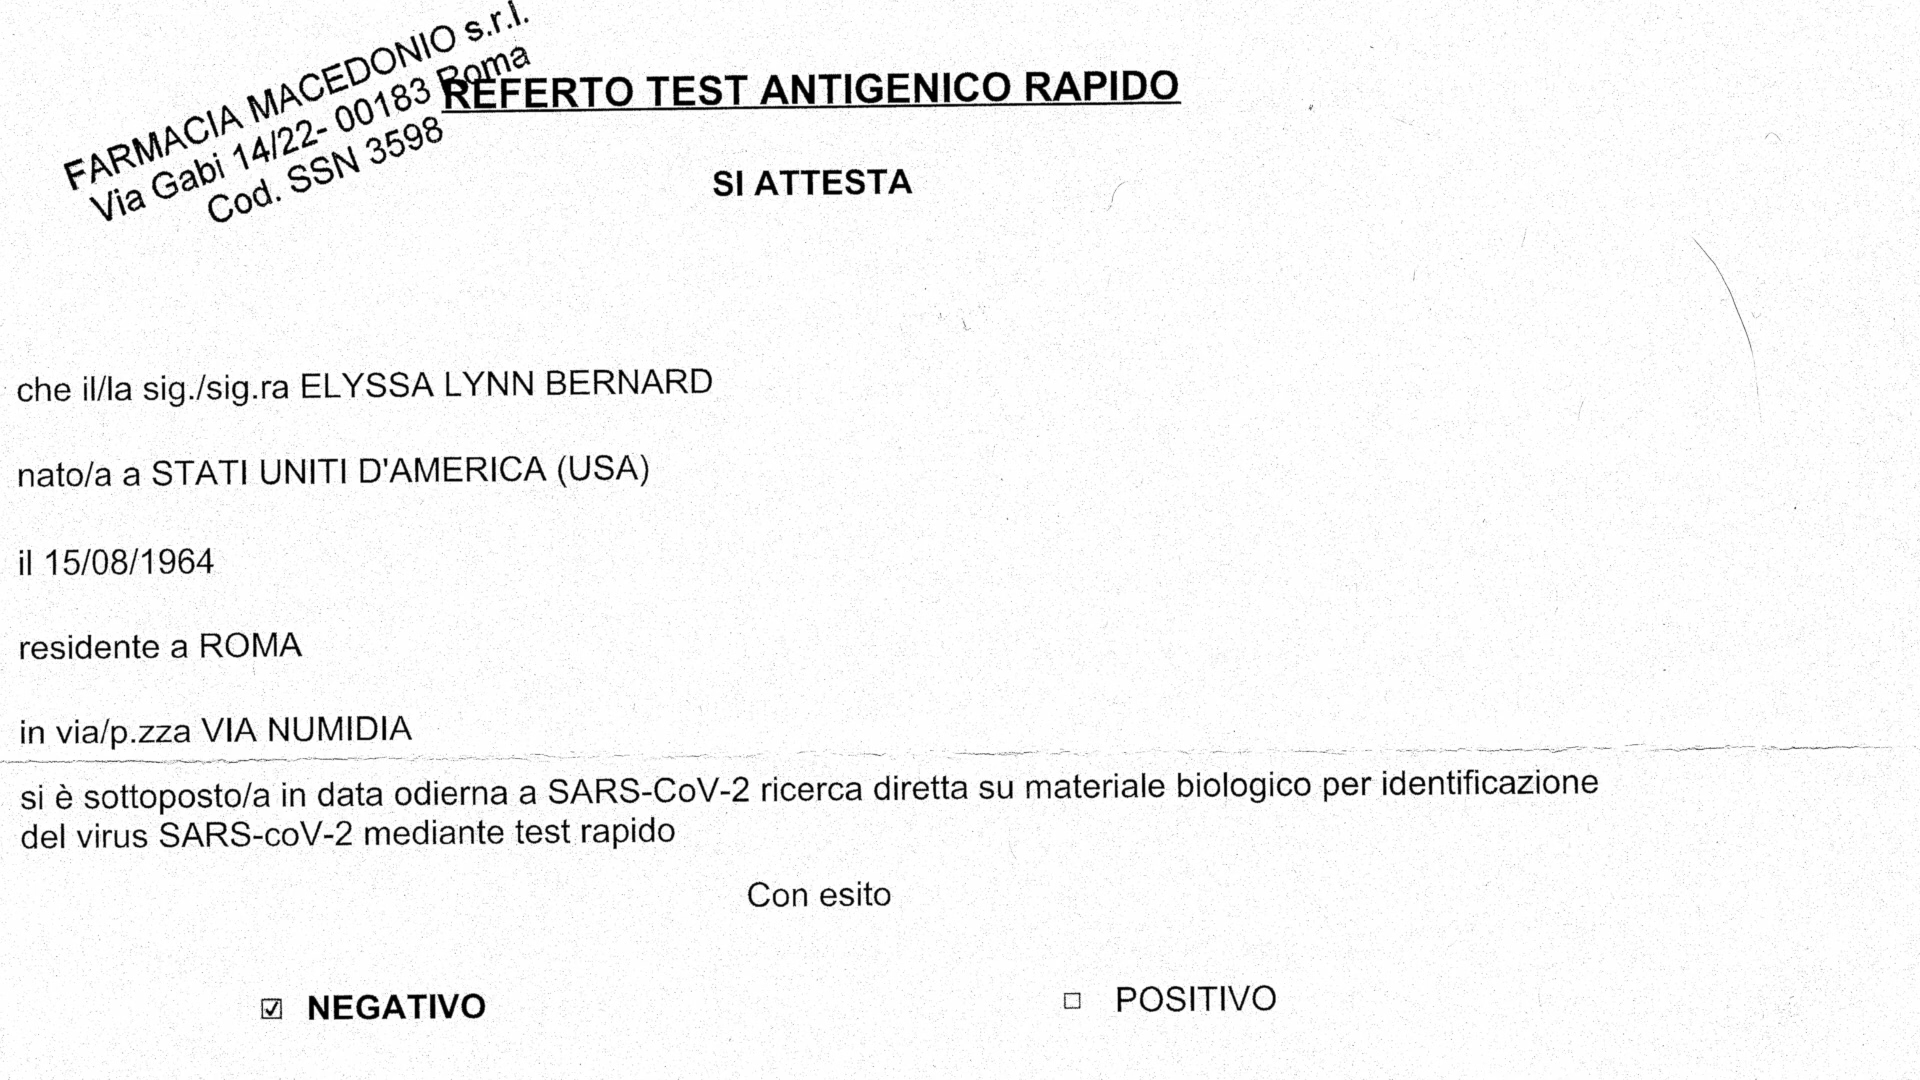 FARMACIA MACEDONIO s.r.l.
Via Gabi 14/22- 00183 Roma
Cod. SSN 3598
REFERTO TEST ANTIGENICO RAPIDO
SI ATTESTA
che il/la sig./sig.ra ELYSSA LYNN BERNARD
nato/a a STATI UNITI D'AMERICA (USA)
il 15/08/1964
residente a ROMA
in via/p.zza VIA NUMIDIA
si è sottoposto/a in data odierna a SARS-CoV-2 ricerca diretta su materiale biologico per identificazione
del virus SARS-coV-2 mediante test rapido
Con esito
☑ NEGATIVO ☐ POSITIVO